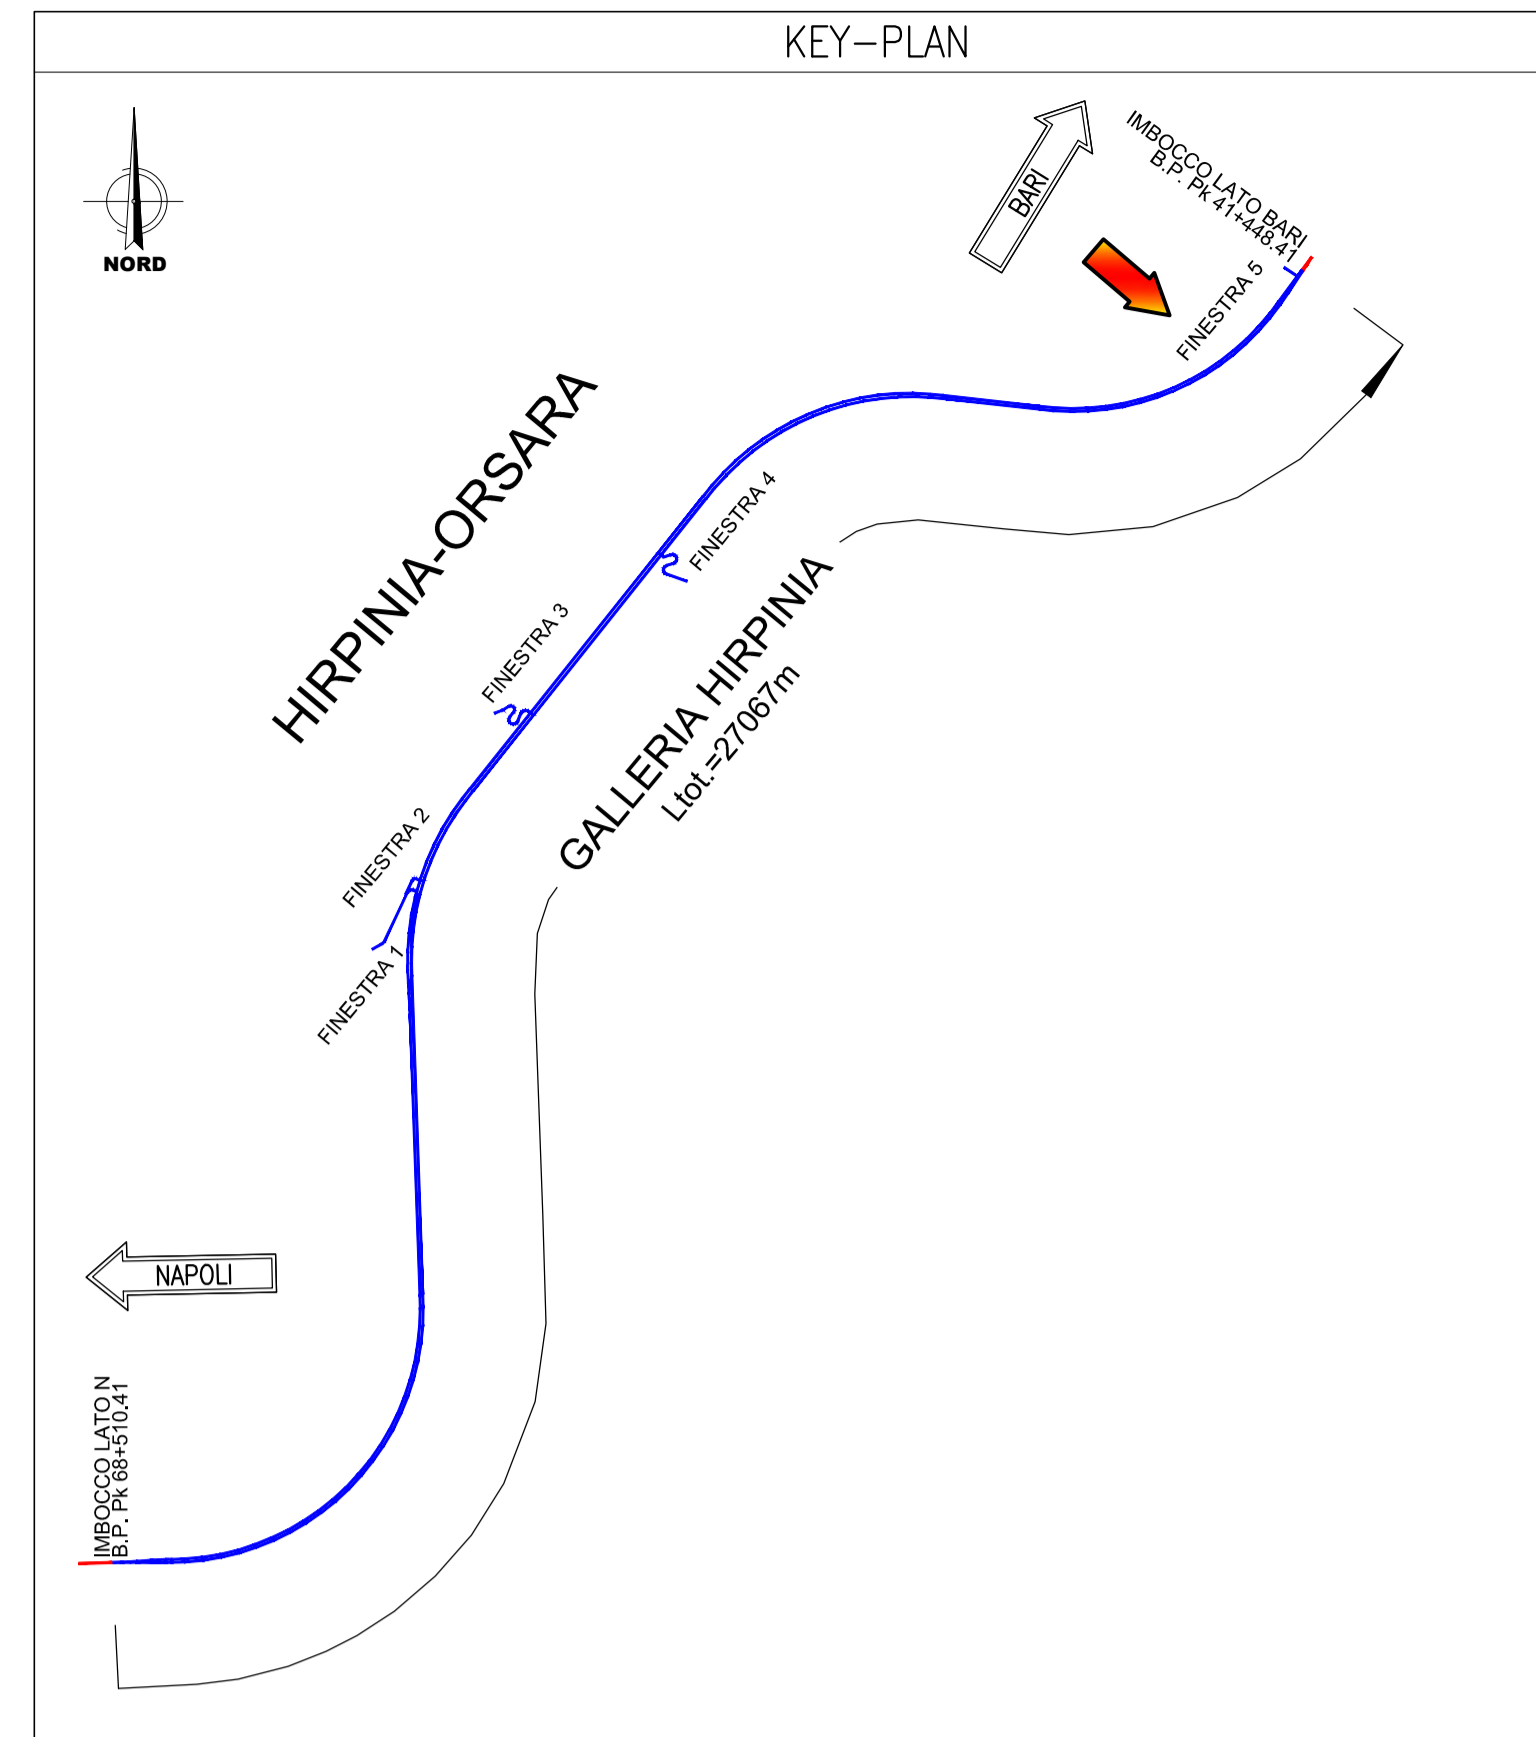 KEY-PLAN
NORD
BARI
IMBOCCO LATO BARI
B.P. Pk 41+448.41
FINESTRA 5
HIRPINIA-ORSARA
FINESTRA 4
FINESTRA 3
GALLERIA HIRPINIA
Ltot.=27067m
FINESTRA 2
FINESTRA 1
NAPOLI
IMBOCCO LATO N
B.P. Pk 68+510.41